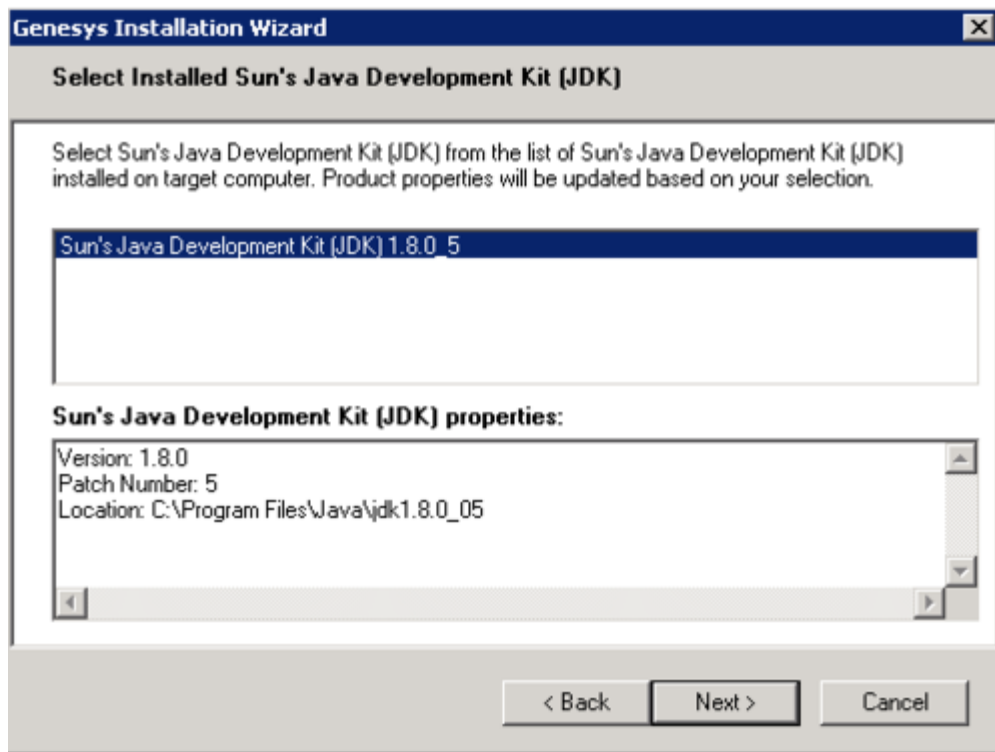 Genesys Installation Wizard
Select Installed Sun's Java Development Kit (JDK)
Select Sun's Java Development Kit (JDK) from the list of Sun's Java Development Kit (JDK)
installed on target computer. Product properties will be updated based on your selection.
Sun's Java Development Kit (JDK) 1.8.0_5
Sun's Java Development Kit (JDK) properties:
Version: 1.8.0
Patch Number: 5
Location: C:\Program Files\Java\jdk1.8.0_05
< Back
Next >
Cancel